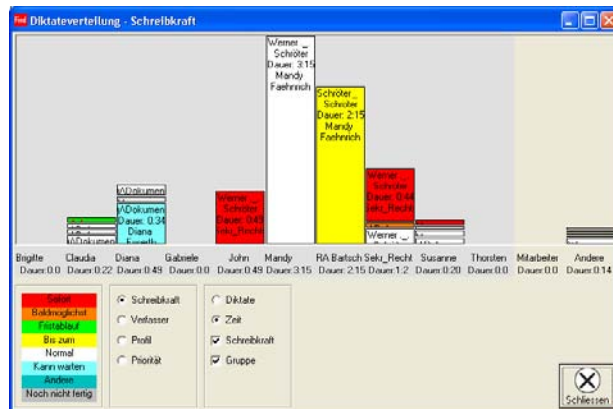 Diktateverteilung - Schreibkraft
Werner _
Schröter
Dauer: 3:15
Mandy
Faehnrich
Schröter_
Schröter
Dauer: 2:15
Mandy
Faehnrich
Werner _
Schröter
Dauer: 0:44
Sekr_Recht
Werner _
Werner _
Schröter
Dauer: 0:49
Sekr_Recht
\ADokumen
Dauer: 0:34
Diana
\ADokumen
Brigitte Claudia Diana Gabriele John Mandy RA Bartsch Sekr_Recht Susanne Thorsten Mitarbeiter Andere
Dauer:0:0 Dauer:0:22 Dauer:0:49 Dauer:0:0 Dauer:0:49 Dauer:3:15 Dauer:2:15 Dauer:1:2 Dauer:0:20 Dauer:0:0 Dauer:0:0 Dauer:0:14
Sofort
Baldmöglichst
Fristablauf
Bis zum
Normal
Kann warten
Andere
Noch nicht fertig
Schreibkraft
Verfasser
Profil
Priorität
Diktate
Zeit
Schreibkraft
Gruppe
Schliessen